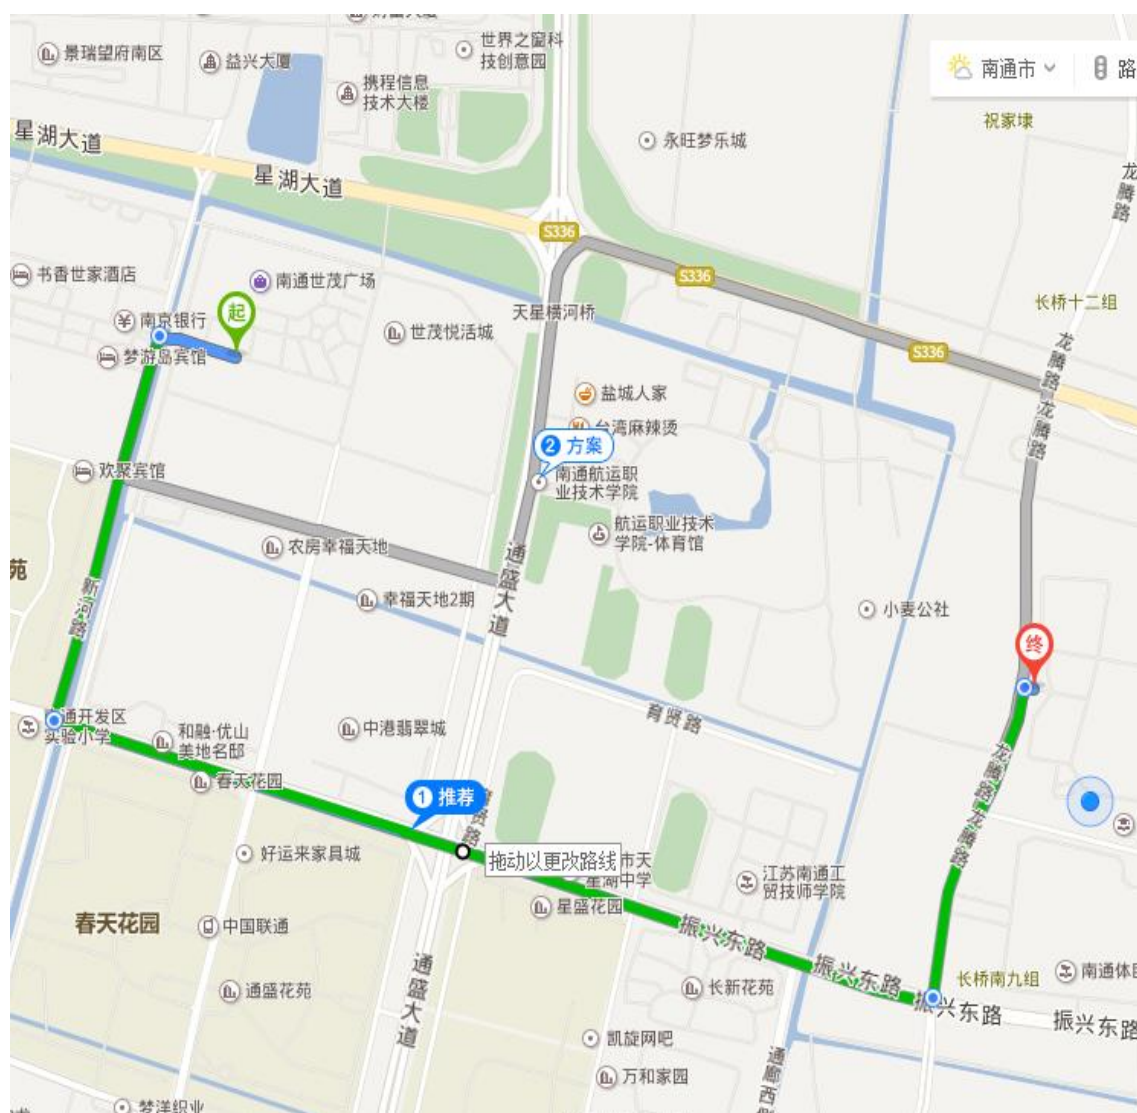 景瑞望府南区
益兴大厦
世界之窗科
技创意园
携程信息
技术大楼
南通市
路
祝家埭
永旺梦乐城
星湖大道
星湖大道
龙腾路
S336
S336
S336
书香世家酒店
南通世茂广场
南京银行
起
梦游岛宾馆
世茂悦活城
天星横河桥
长桥十二组
龙腾路
龙腾路
盐城人家
台湾麻辣烫
2 方案
南通航运职
业技术学院
欢聚宾馆
航运职业技术
学院-体育馆
农房幸福天地
苑
幸福天地2期
通盛大道
新河路
小麦公社
终
育贤路
南通开发区
实验小学
和融·优山
美地名邸
中港翡翠城
春天花园
1 推荐
龙腾路
龙腾路
拖动以更改路线
市天
星湖中学
好运来家具城
江苏南通工
贸技师学院
星盛花园
春天花园
中国联通
振兴东路
振兴东路
振兴东路
振兴东路
通盛大道
通盛花苑
长新花苑
长桥南九组
南通体
凯旋网吧
万和家园
通廊西
梦洋织业